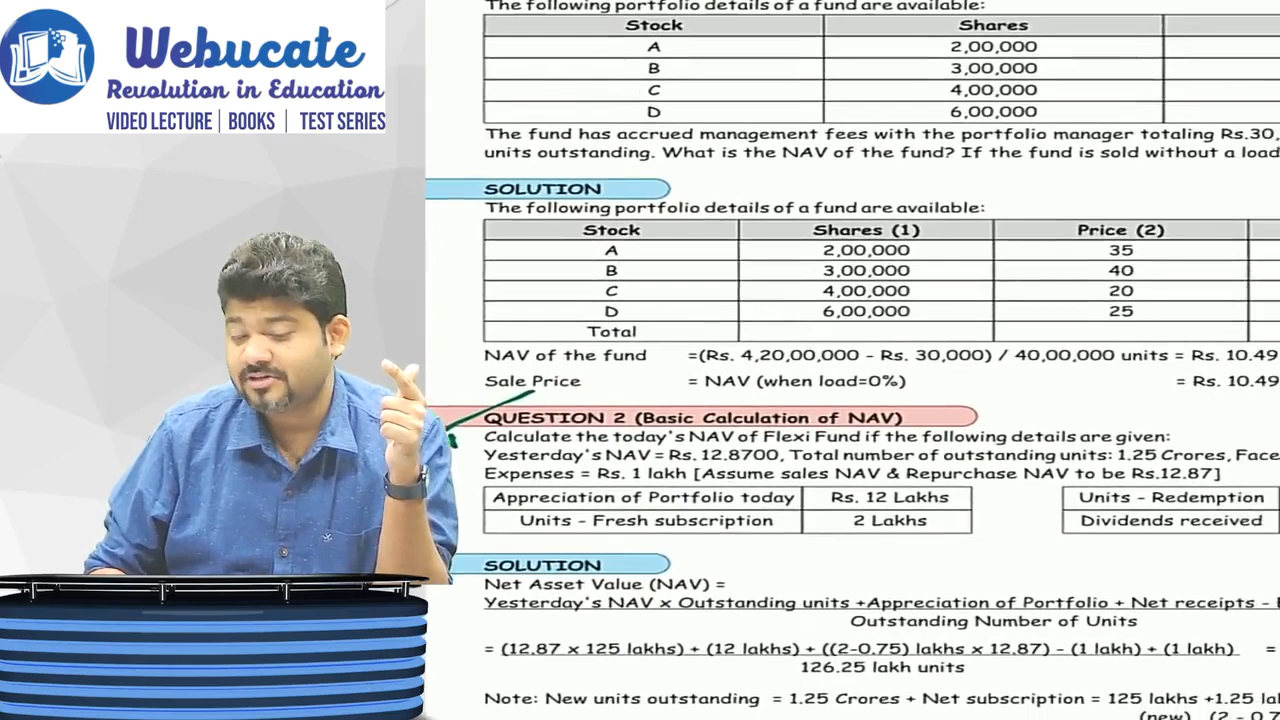 Webucate
Revolution in Education
VIDEO LECTURE | BOOKS | TEST SERIES
The following portfolio details of a fund are available:
Stock Shares
A 2,00,000
B 3,00,000
C 4,00,000
D 6,00,000
The fund has accrued management fees with the portfolio manager totaling Rs.30
units outstanding. What is the NAV of the fund? If the fund is sold without a load
SOLUTION
The following portfolio details of a fund are available:
Stock Shares (1) Price (2)
A 2,00,000 35
B 3,00,000 40
C 4,00,000 20
D 6,00,000 25
Total
NAV of the fund =(Rs. 4,20,00,000 - Rs. 30,000) / 40,00,000 units = Rs. 10.49
Sale Price = NAV (when load=0%) = Rs. 10.49
QUESTION 2 (Basic Calculation of NAV)
Calculate the today's NAV of Flexi Fund if the following details are given:
Yesterday's NAV = Rs. 12.8700, Total number of outstanding units: 1.25 Crores, Face
Expenses = Rs. 1 lakh [Assume sales NAV & Repurchase NAV to be Rs.12.87]
Appreciation of Portfolio today Rs. 12 Lakhs Units - Redemption
Units - Fresh subscription 2 Lakhs Dividends received
SOLUTION
Net Asset Value (NAV) =
Yesterday's NAV x Outstanding units +Appreciation of Portfolio + Net receipts -
Outstanding Number of Units
= (12.87 x 125 lakhs) + (12 lakhs) + ((2-0.75) lakhs x 12.87) - (1 lakh) + (1 lakh) =
126.25 lakh units
Note: New units outstanding = 1.25 Crores + Net subscription = 125 lakhs +1.25 lak
(new) (2 - 0.7